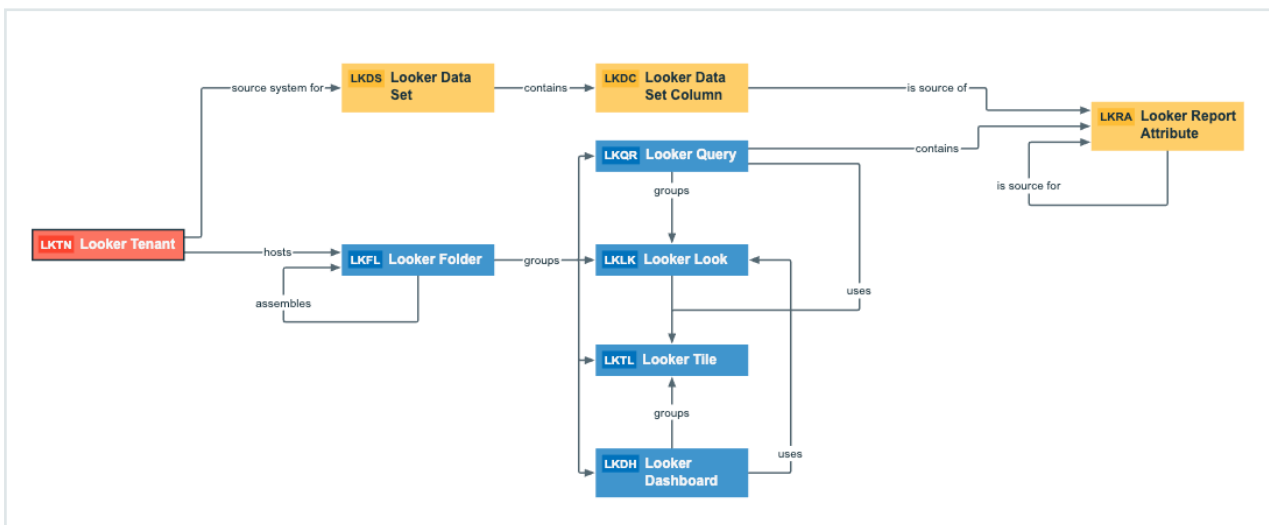 LKDS Looker Data
Set
LKDC Looker Data
Set Column
source system for
contains
is source of
LKRA Looker Report
Attribute
LKQR Looker Query
contains
groups
is source for
LKTN Looker Tenant
hosts
LKFL Looker Folder
groups
LKLK Looker Look
assembles
uses
LKTL Looker Tile
groups
LKDH Looker
Dashboard
uses